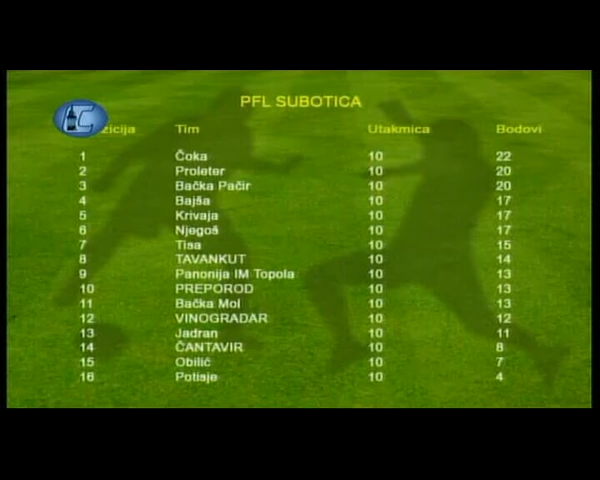 PFL SUBOTICA
zicija Tim Utakmica Bodovi
1 Čoka 10 22
2 Proleter 10 20
3 Bačka Pačir 10 20
4 Bajša 10 17
5 Krivaja 10 17
6 Njegoš 10 17
7 Tisa 10 15
8 TAVANKUT 10 14
9 Panonija IM Topola 10 13
10 PREPOROD 10 13
11 Bačka Mol 10 13
12 VINOGRADAR 10 12
13 Jadran 10 11
14 ČANTAVIR 10 8
15 Obilić 10 7
16 Potisje 10 4